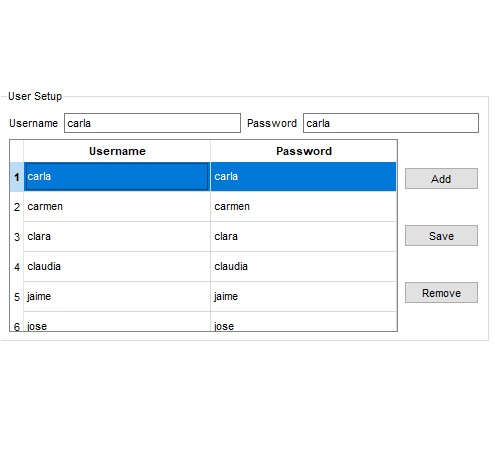 User Setup
Username carla Password carla
Username Password
1 carla carla Add
2 carmen carmen
3 clara clara Save
4 claudia claudia
5 jaime jaime Remove
6 jose jose